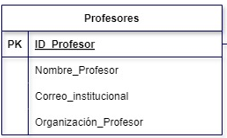 Profesores
PK ID_Profesor
Nombre_Profesor
Correo_institucional
Organización_Profesor